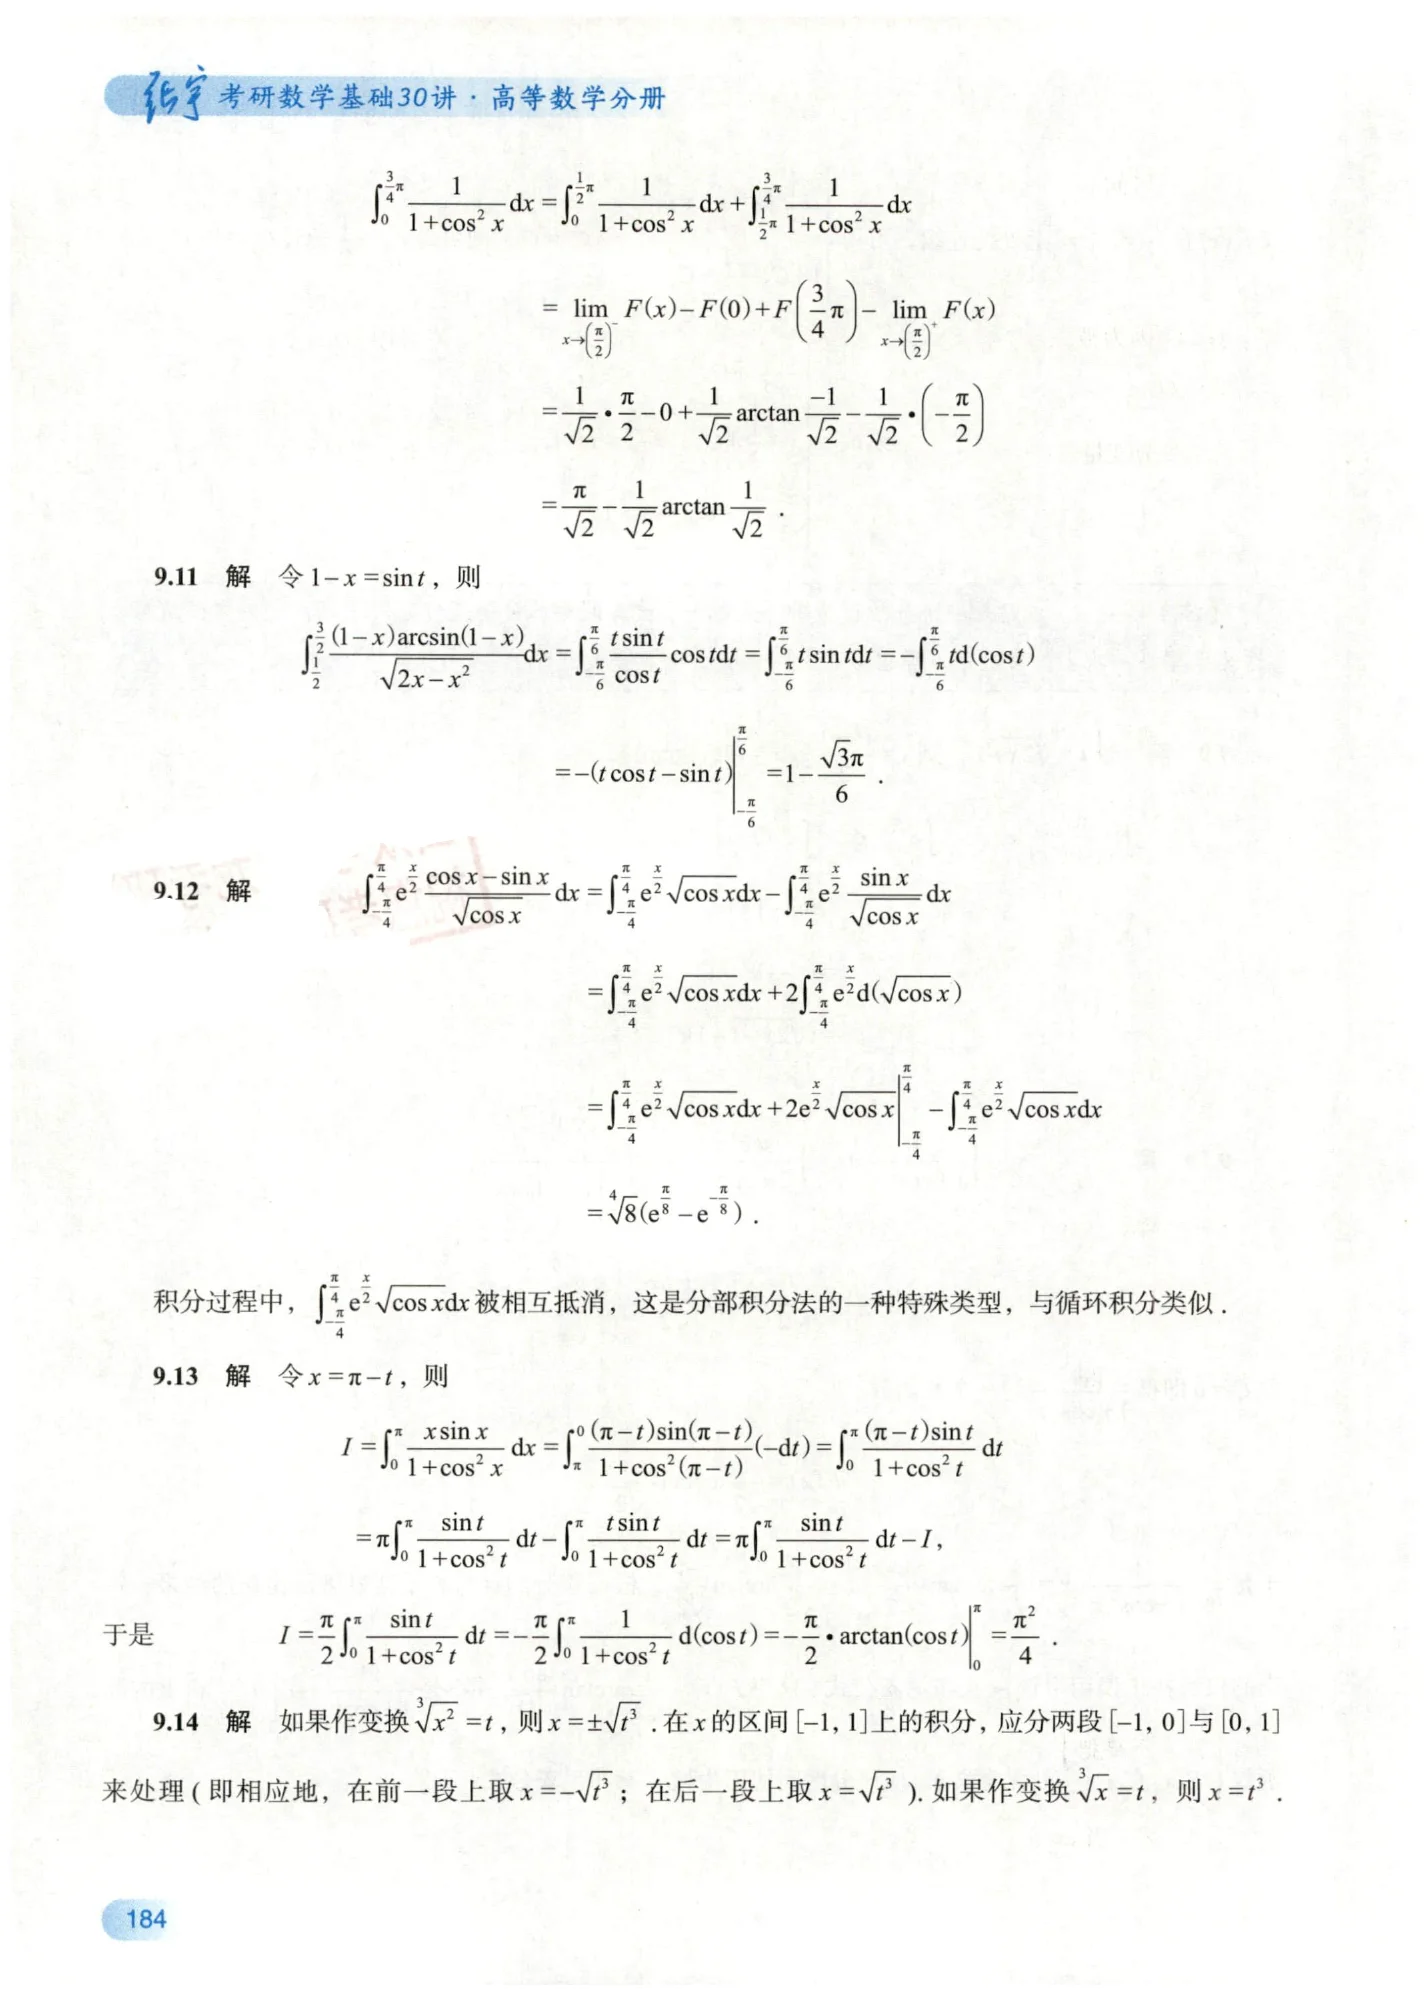 张宇 考研数学基础30讲·高等数学分册
$\int_0^{\frac{3}{4}\pi}\frac{1}{1+\cos^2 x}dx=\int_0^{\frac{1}{2}\pi}\frac{1}{1+\cos^2 x}dx+\int_{\frac{1}{2}\pi}^{\frac{3}{4}\pi}\frac{1}{1+\cos^2 x}dx$
$=\lim_{x\to(\frac{\pi}{2})^-}F(x)-F(0)+F\left(\frac{3}{4}\pi\right)-\lim_{x\to(\frac{\pi}{2})^+}F(x)$
$=\frac{1}{\sqrt{2}}\cdot\frac{\pi}{2}-0+\frac{1}{\sqrt{2}}\arctan\frac{-1}{\sqrt{2}}-\frac{1}{\sqrt{2}}\cdot\left(-\frac{\pi}{2}\right)$
$=\frac{\pi}{\sqrt{2}}-\frac{1}{\sqrt{2}}\arctan\frac{1}{\sqrt{2}}$.
9.11 解 令$1-x=\sin t$，则
$\int_{\frac{1}{2}}^{\frac{3}{2}}\frac{(1-x)\arcsin(1-x)}{\sqrt{2x-x^2}}dx=\int_{-\frac{\pi}{6}}^{\frac{\pi}{6}}\frac{t\sin t}{\cos t}\cos tdt=\int_{-\frac{\pi}{6}}^{\frac{\pi}{6}}t\sin tdt=-\int_{-\frac{\pi}{6}}^{\frac{\pi}{6}}td(\cos t)$
$=-(t\cos t-\sin t)\Big|_{-\frac{\pi}{6}}^{\frac{\pi}{6}}=1-\frac{\sqrt{3}\pi}{6}$.
9.12 解 $\int_{-\frac{\pi}{4}}^{\frac{\pi}{4}}e^{\frac{x}{2}}\frac{\cos x-\sin x}{\sqrt{\cos x}}dx=\int_{-\frac{\pi}{4}}^{\frac{\pi}{4}}e^{\frac{x}{2}}\sqrt{\cos x}dx-\int_{-\frac{\pi}{4}}^{\frac{\pi}{4}}e^{\frac{x}{2}}\frac{\sin x}{\sqrt{\cos x}}dx$
$=\int_{-\frac{\pi}{4}}^{\frac{\pi}{4}}e^{\frac{x}{2}}\sqrt{\cos x}dx+2\int_{-\frac{\pi}{4}}^{\frac{\pi}{4}}e^{\frac{x}{2}}d(\sqrt{\cos x})$
$=\int_{-\frac{\pi}{4}}^{\frac{\pi}{4}}e^{\frac{x}{2}}\sqrt{\cos x}dx+2e^{\frac{x}{2}}\sqrt{\cos x}\Big|_{-\frac{\pi}{4}}^{\frac{\pi}{4}}-\int_{-\frac{\pi}{4}}^{\frac{\pi}{4}}e^{\frac{x}{2}}\sqrt{\cos x}dx$
$=\sqrt[4]{8}(e^{\frac{\pi}{8}}-e^{-\frac{\pi}{8}})$.
积分过程中，$\int_{-\frac{\pi}{4}}^{\frac{\pi}{4}}e^{\frac{x}{2}}\sqrt{\cos x}dx$被相互抵消，这是分部积分法的一种特殊类型，与循环积分类似.
9.13 解 令$x=\pi-t$，则
$I=\int_0^{\pi}\frac{x\sin x}{1+\cos^2 x}dx=\int_{\pi}^{0}\frac{(\pi-t)\sin(\pi-t)}{1+\cos^2(\pi-t)}(-dt)=\int_0^{\pi}\frac{(\pi-t)\sin t}{1+\cos^2 t}dt$
$=\pi\int_0^{\pi}\frac{\sin t}{1+\cos^2 t}dt-\int_0^{\pi}\frac{t\sin t}{1+\cos^2 t}dt=\pi\int_0^{\pi}\frac{\sin t}{1+\cos^2 t}dt-I$,
于是 $I=\frac{\pi}{2}\int_0^{\pi}\frac{\sin t}{1+\cos^2 t}dt=-\frac{\pi}{2}\int_0^{\pi}\frac{1}{1+\cos^2 t}d(\cos t)=-\frac{\pi}{2}\cdot\arctan(\cos t)\Big|_0^{\pi}=\frac{\pi^2}{4}$.
9.14 解 如果作变换$\sqrt[3]{x^2}=t$，则$x=\pm\sqrt{t^3}$.在$x$的区间[-1, 1]上的积分，应分两段[-1, 0]与[0, 1]
来处理(即相应地，在前一段上取$x=-\sqrt{t^3}$；在后一段上取$x=\sqrt{t^3}$).如果作变换$\sqrt[3]{x}=t$，则$x=t^3$.
184